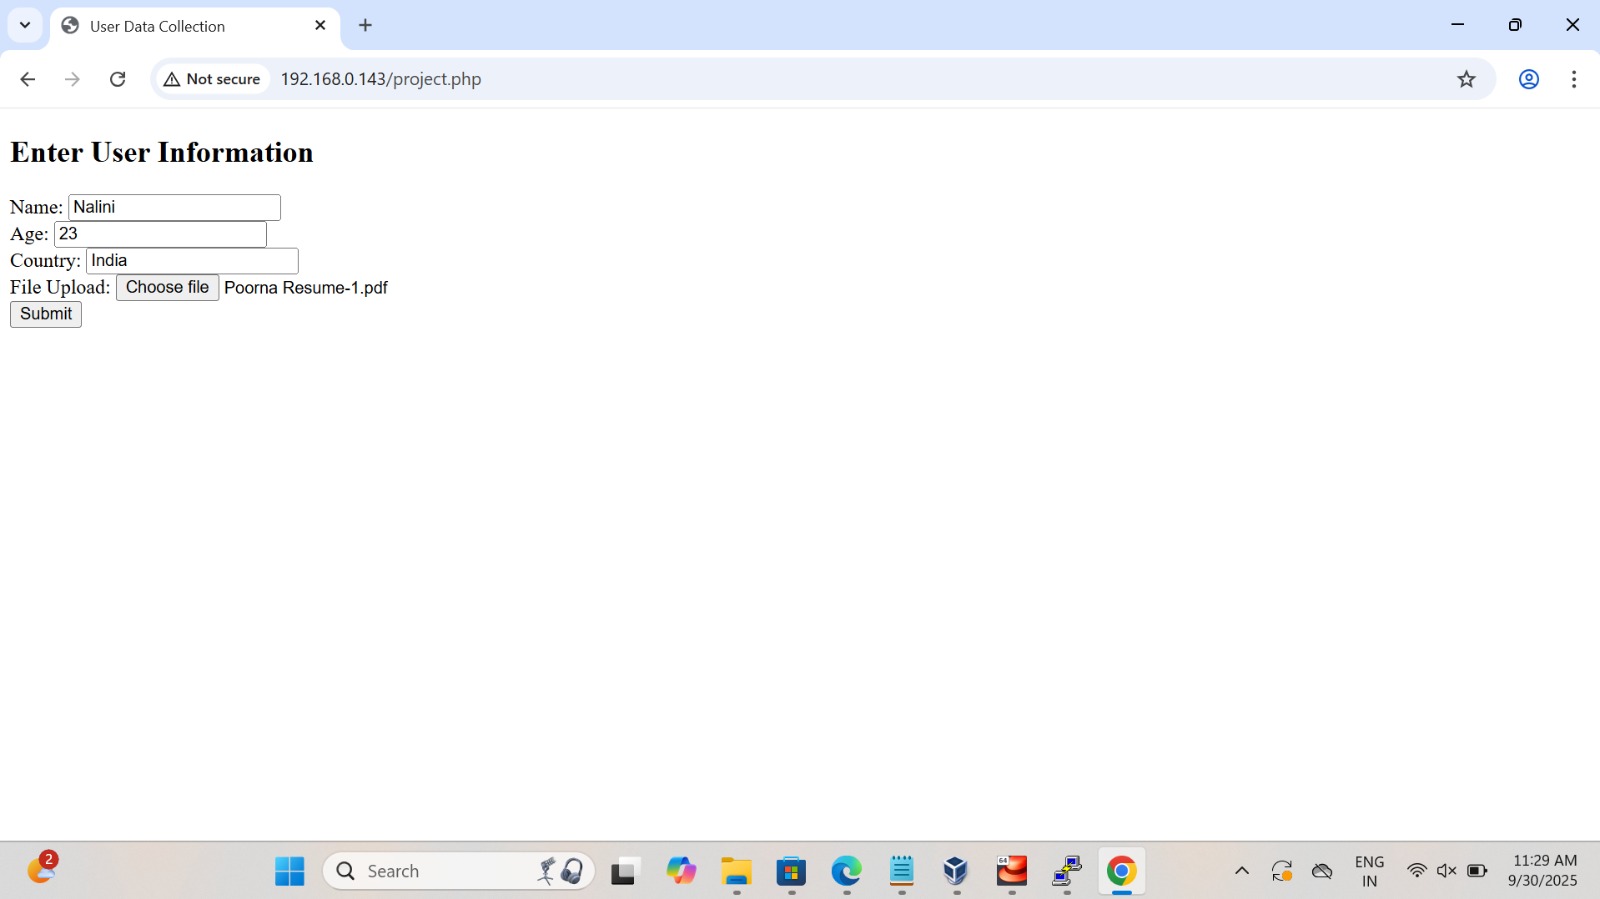 User Data Collection
Not secure 192.168.0.143/project.php
Enter User Information
Name: Nalini
Age: 23
Country: India
File Upload: Choose file Poorna Resume-1.pdf
Submit
2
Search
64
ENG
IN
11:29 AM
9/30/2025